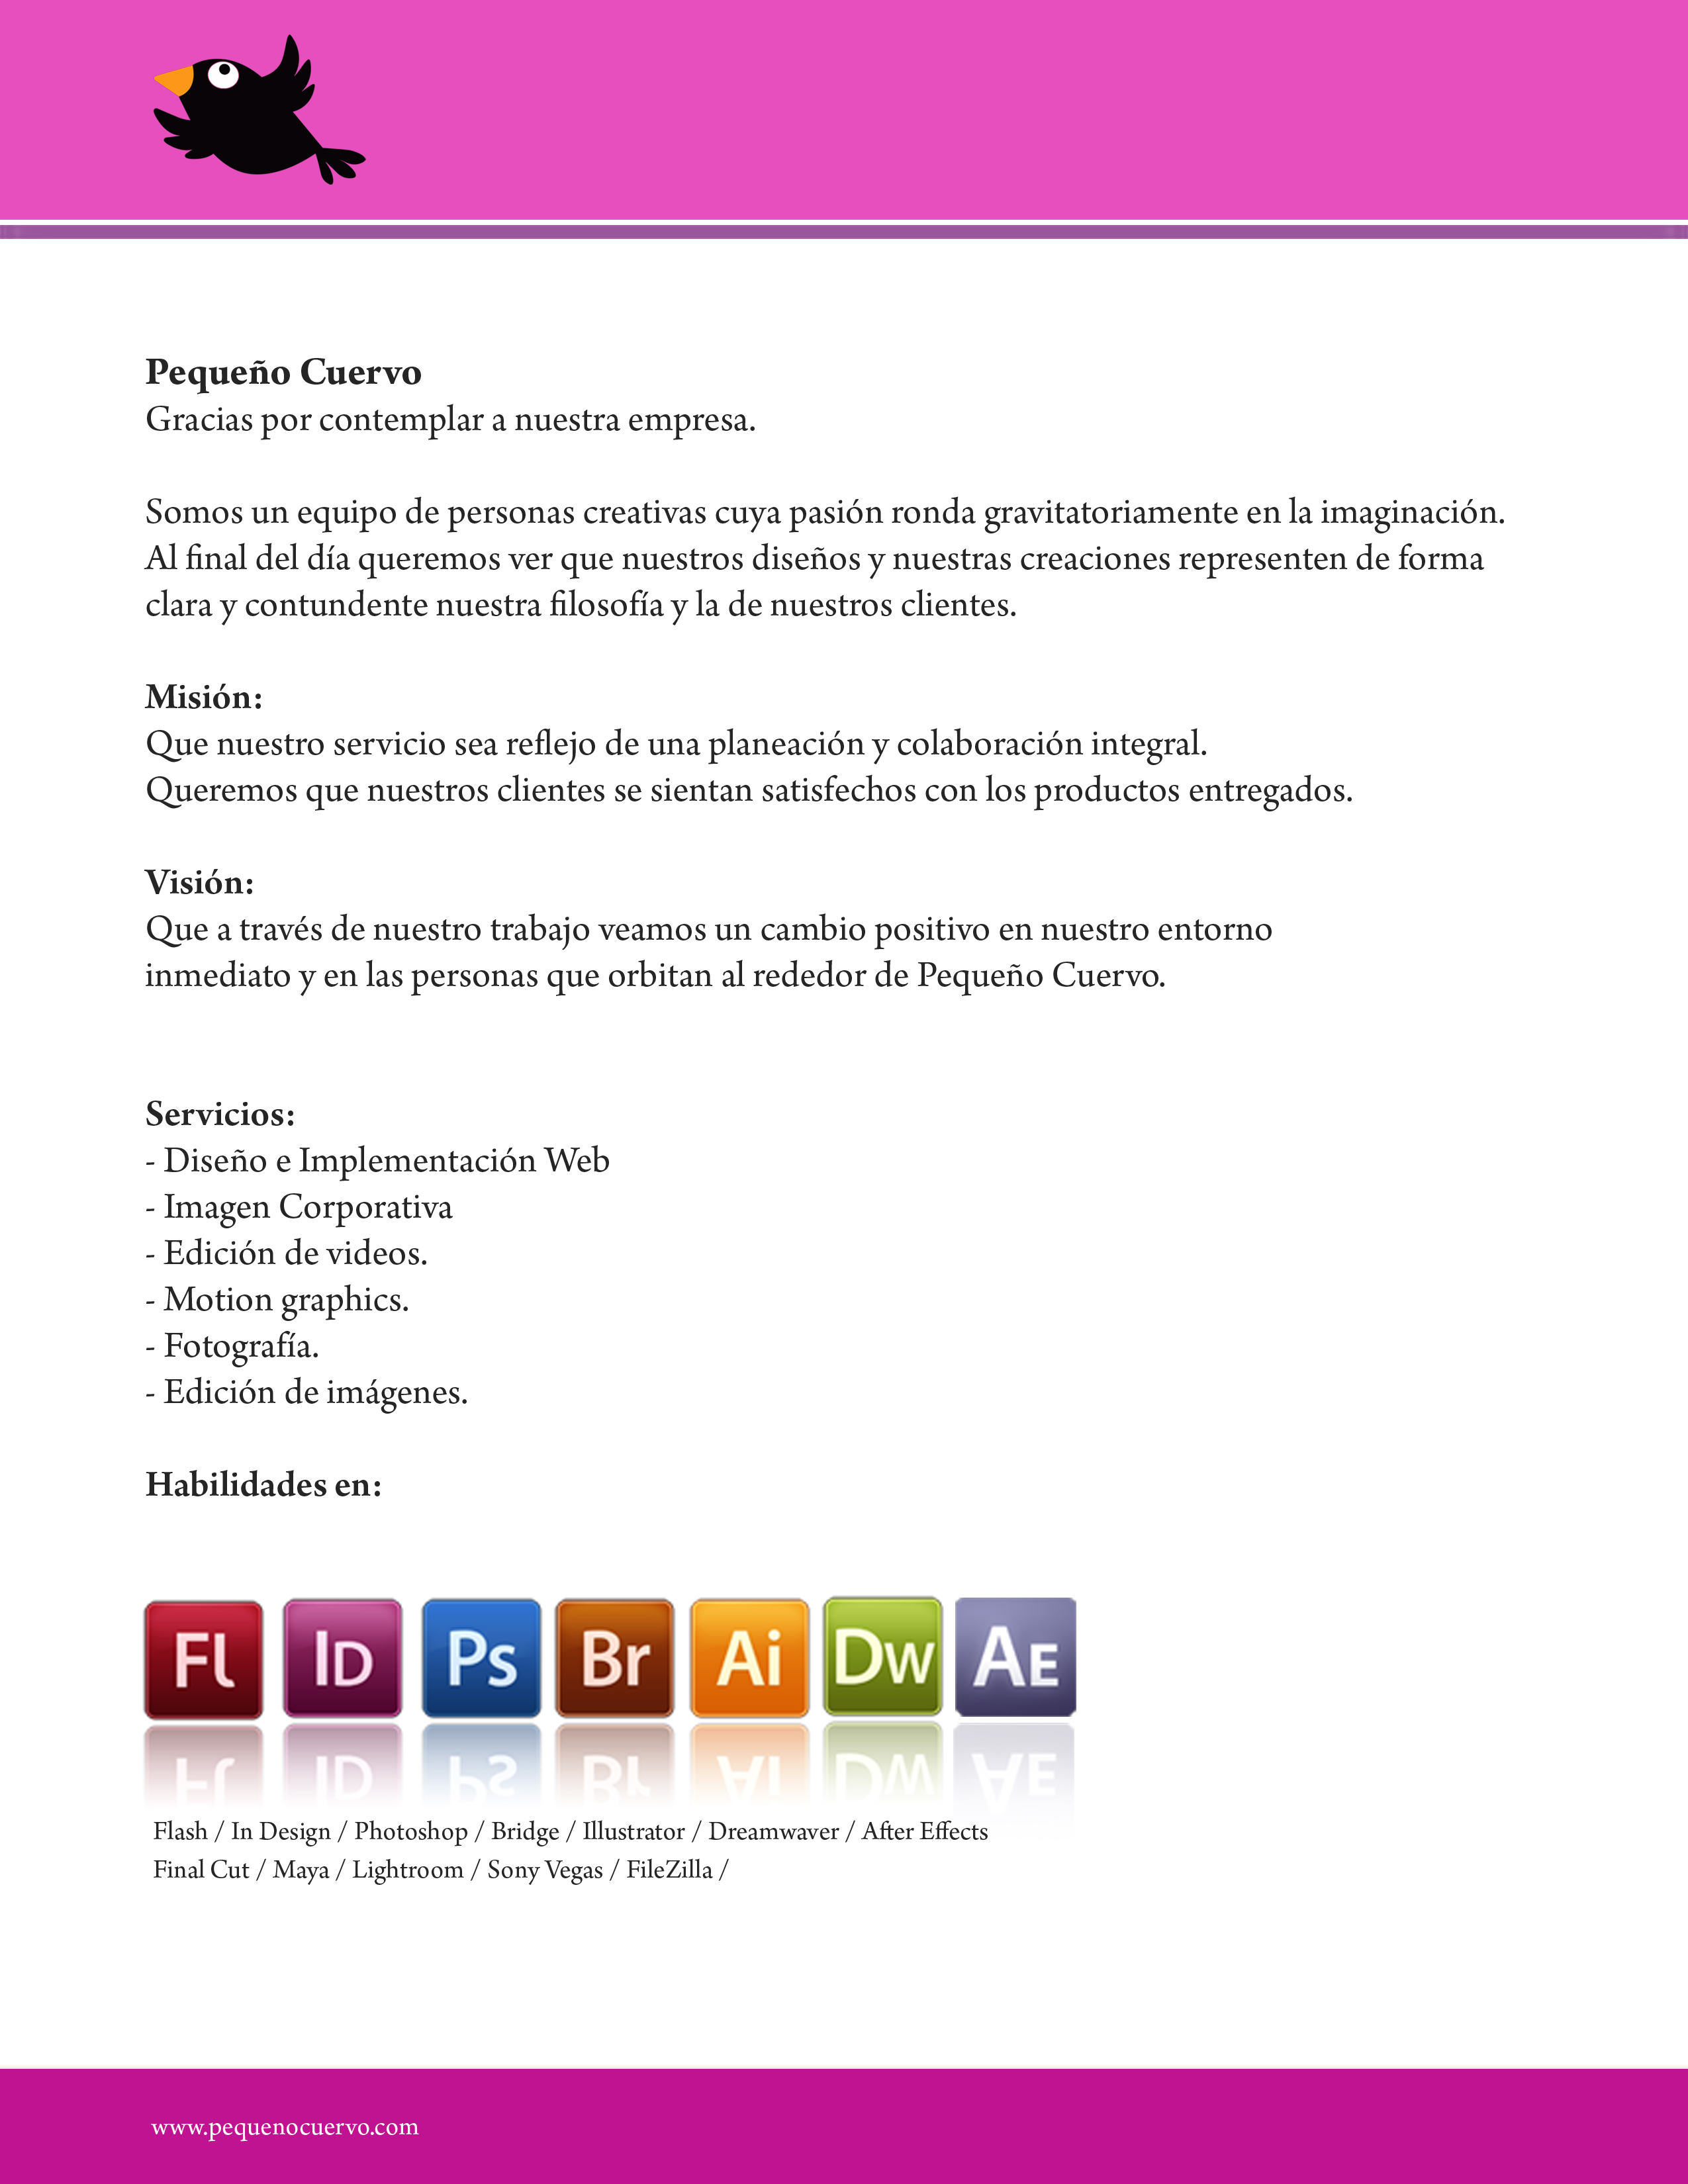 Pequeño Cuervo
Gracias por contemplar a nuestra empresa.
Somos un equipo de personas creativas cuya pasión ronda gravitatoriamente en la imaginación.
Al final del día queremos ver que nuestros diseños y nuestras creaciones representen de forma
clara y contundente nuestra filosofía y la de nuestros clientes.
Misión:
Que nuestro servicio sea reflejo de una planeación y colaboración integral.
Queremos que nuestros clientes se sientan satisfechos con los productos entregados.
Visión:
Que a través de nuestro trabajo veamos un cambio positivo en nuestro entorno
inmediato y en las personas que orbitan al rededor de Pequeño Cuervo.
Servicios:
- Diseño e Implementación Web
- Imagen Corporativa
- Edición de videos.
- Motion graphics.
- Fotografía.
- Edición de imágenes.
Habilidades en:
Fl ID Ps Br Ai DW AE
Flash / In Design / Photoshop / Bridge / Illustrator / Dreamwaver / After Effects
Final Cut / Maya / Lightroom / Sony Vegas / FileZilla /
www.pequenocuervo.com